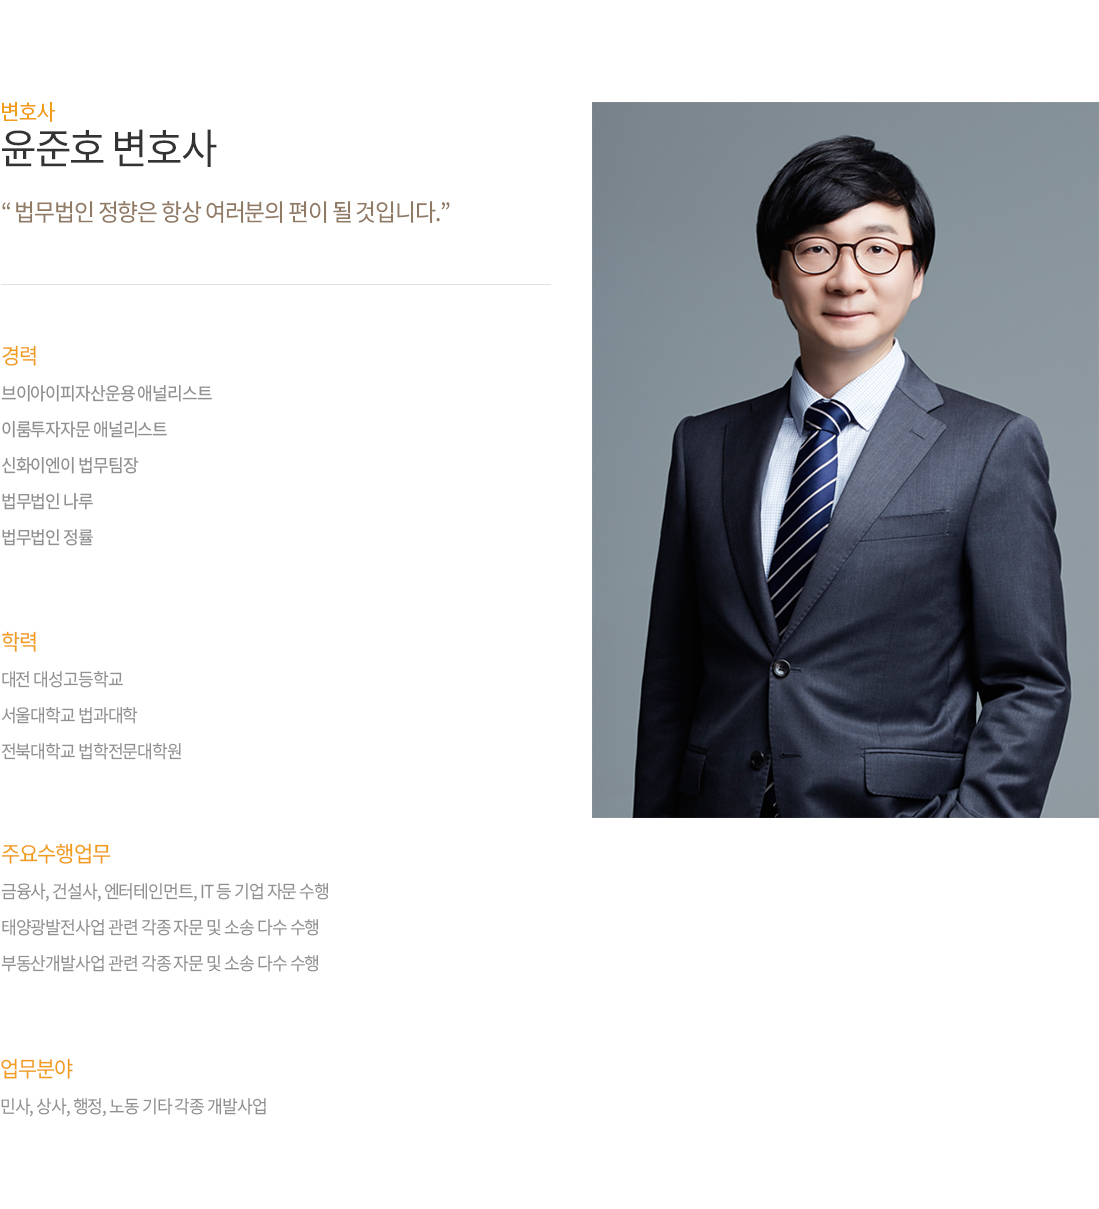 변호사
윤준호 변호사
“ 법무법인 정향은 항상 여러분의 편이 될 것입니다.”
경력
브이아이피자산운용 애널리스트
이룸투자자문 애널리스트
신화이엔이 법무팀장
법무법인 나루
법무법인 정률
학력
대전 대성고등학교
서울대학교 법과대학
전북대학교 법학전문대학원
주요수행업무
금융사, 건설사, 엔터테인먼트, IT 등 기업 자문 수행
태양광발전사업 관련 각종 자문 및 소송 다수 수행
부동산개발사업 관련 각종 자문 및 소송 다수 수행
업무분야
민사, 상사, 행정, 노동 기타 각종 개발사업